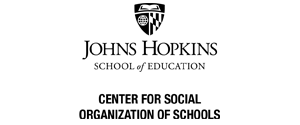 JOHNS HOPKINS
SCHOOL of EDUCATION
CENTER FOR SOCIAL
ORGANIZATION OF SCHOOLS